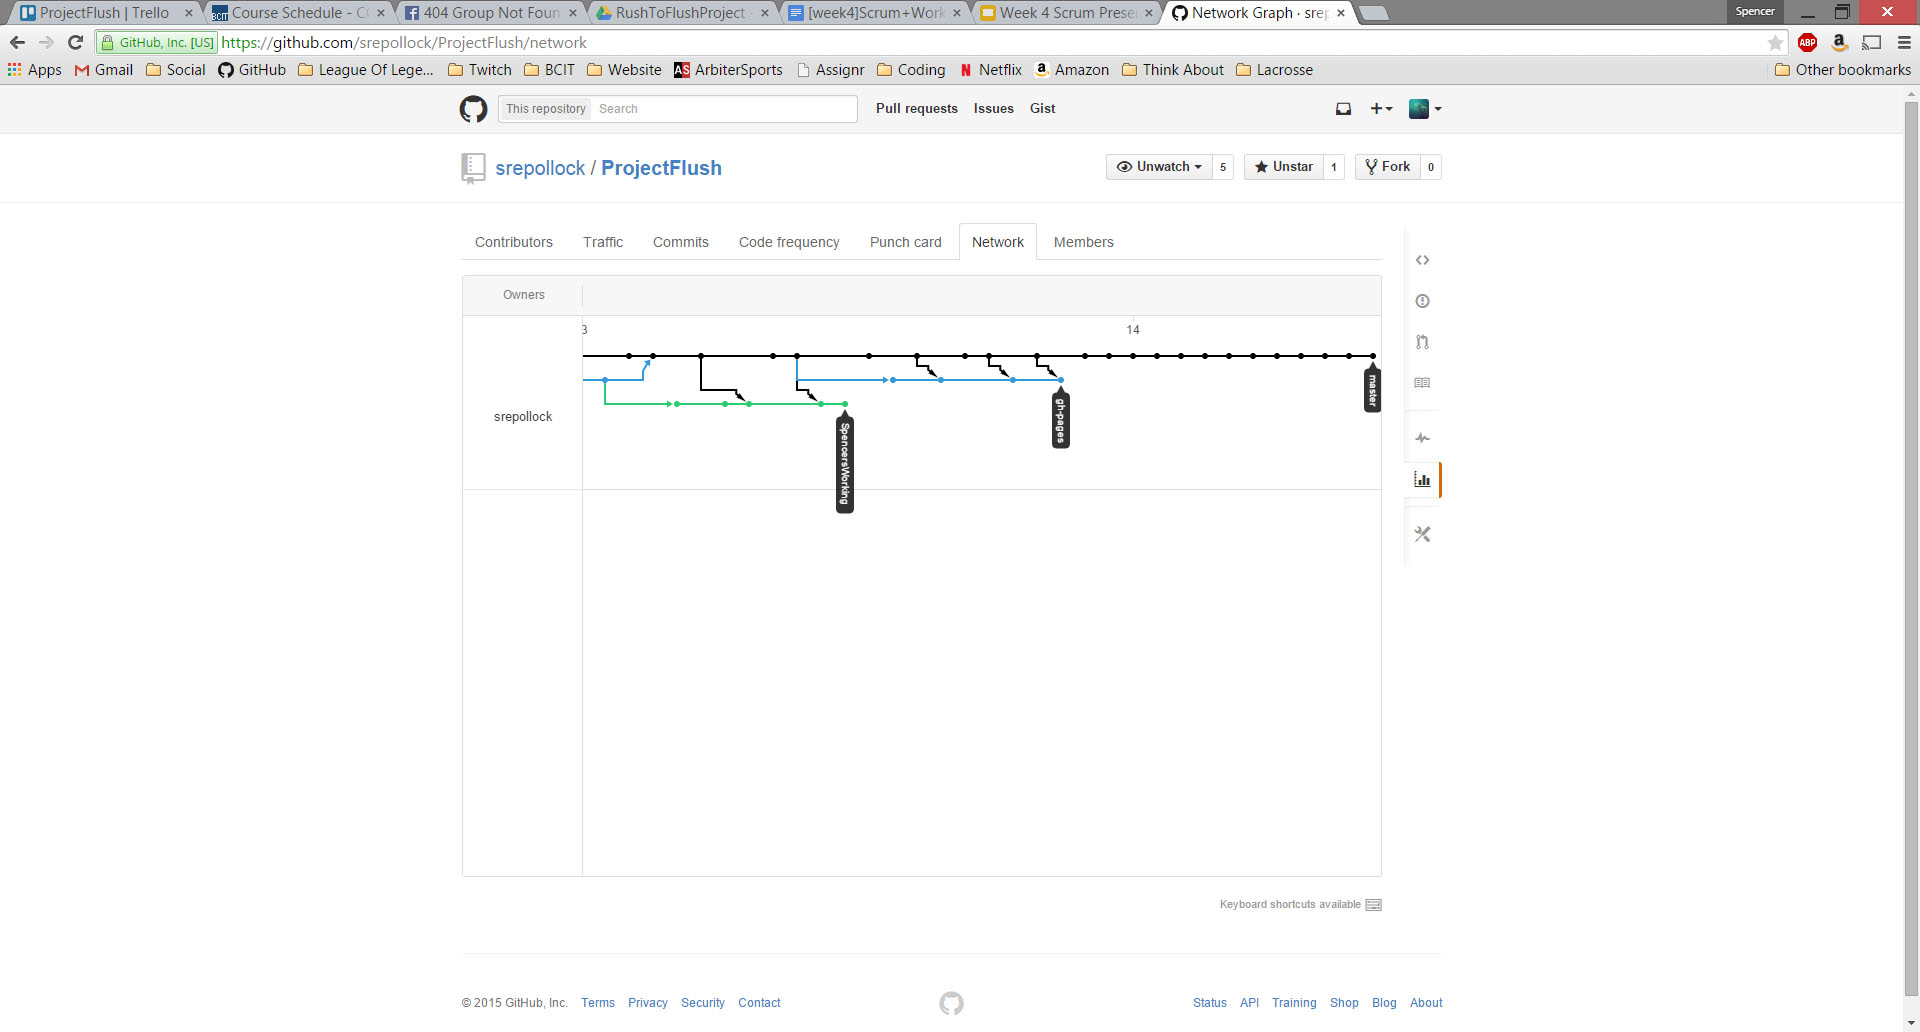 ProjectFlush | Trello
Course Schedule - CO
404 Group Not Foun
RushToFlushProject -
[week4]Scrum+Work
Week 4 Scrum Prese
Network Graph · srep
Spencer
GitHub, Inc. [US]
https://github.com/srepollock/ProjectFlush/network
ABP
Apps
Gmail
Social
GitHub
League Of Lege...
Twitch
BCIT
Website
AS
ArbiterSports
Assignr
Coding
N
Netflix
a
Amazon
Think About
Lacrosse
Other bookmarks
This repository
Search
Pull requests
Issues
Gist
srepollock / ProjectFlush
Unwatch
5
Unstar
1
Fork
0
Contributors
Traffic
Commits
Code frequency
Punch card
Network
Members
Owners
3
14
srepollock
SpencersWorking
gh-pages
master
Keyboard shortcuts available
© 2015 GitHub, Inc.
Terms
Privacy
Security
Contact
Status
API
Training
Shop
Blog
About